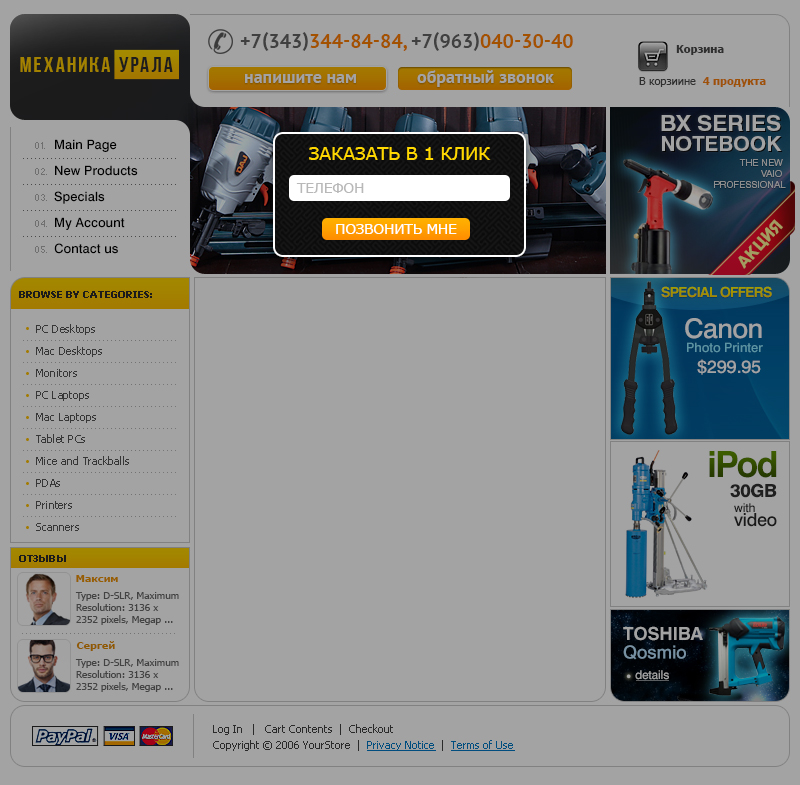 МЕХАНИКА УРАЛА
+7(343)344-84-84, +7(963)040-30-40
напишите нам
обратный звонок
Корзина
В корзиине 4 продукта
01. Main Page
02. New Products
03. Specials
04. My Account
05. Contact us
DAJ
ЗАКАЗАТЬ В 1 КЛИК
ТЕЛЕФОН
ПОЗВОНИТЬ МНЕ
BX SERIES
NOTEBOOK
THE NEW
VAIO
PROFESSIONAL
АКЦИЯ
BROWSE BY CATEGORIES:
PC Desktops
Mac Desktops
Monitors
PC Laptops
Mac Laptops
Tablet PCs
Mice and Trackballs
PDAs
Printers
Scanners
SPECIAL OFFERS
Canon
Photo Printer
$299.95
iPod
30GB
with
video
TOSHIBA
Qosmio
details
ОТЗЫВЫ
Максим
Type: D-SLR, Maximum
Resolution: 3136 x
2352 pixels, Megap ...
Сергей
Type: D-SLR, Maximum
Resolution: 3136 x
2352 pixels, Megap ...
PayPal VISA MasterCard
Log In | Cart Contents | Checkout
Copyright © 2006 YourStore | Privacy Notice | Terms of Use